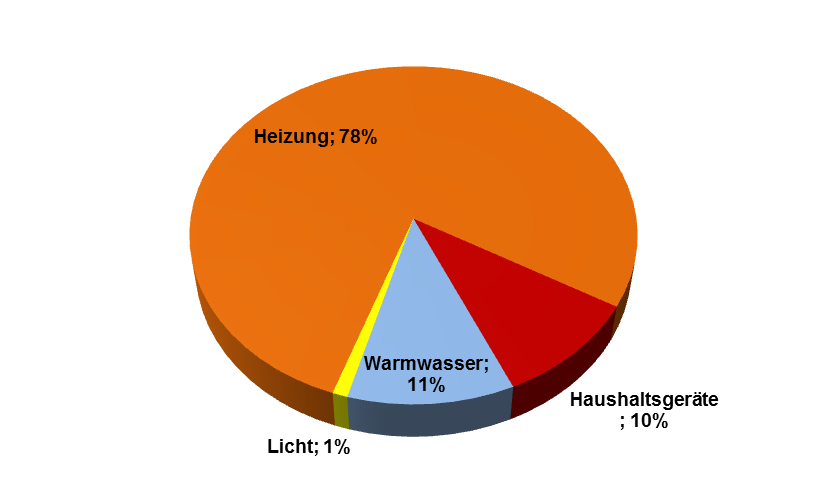 Heizung; 78%
Warmwasser;
11%
Haushaltsgeräte
; 10%
Licht; 1%